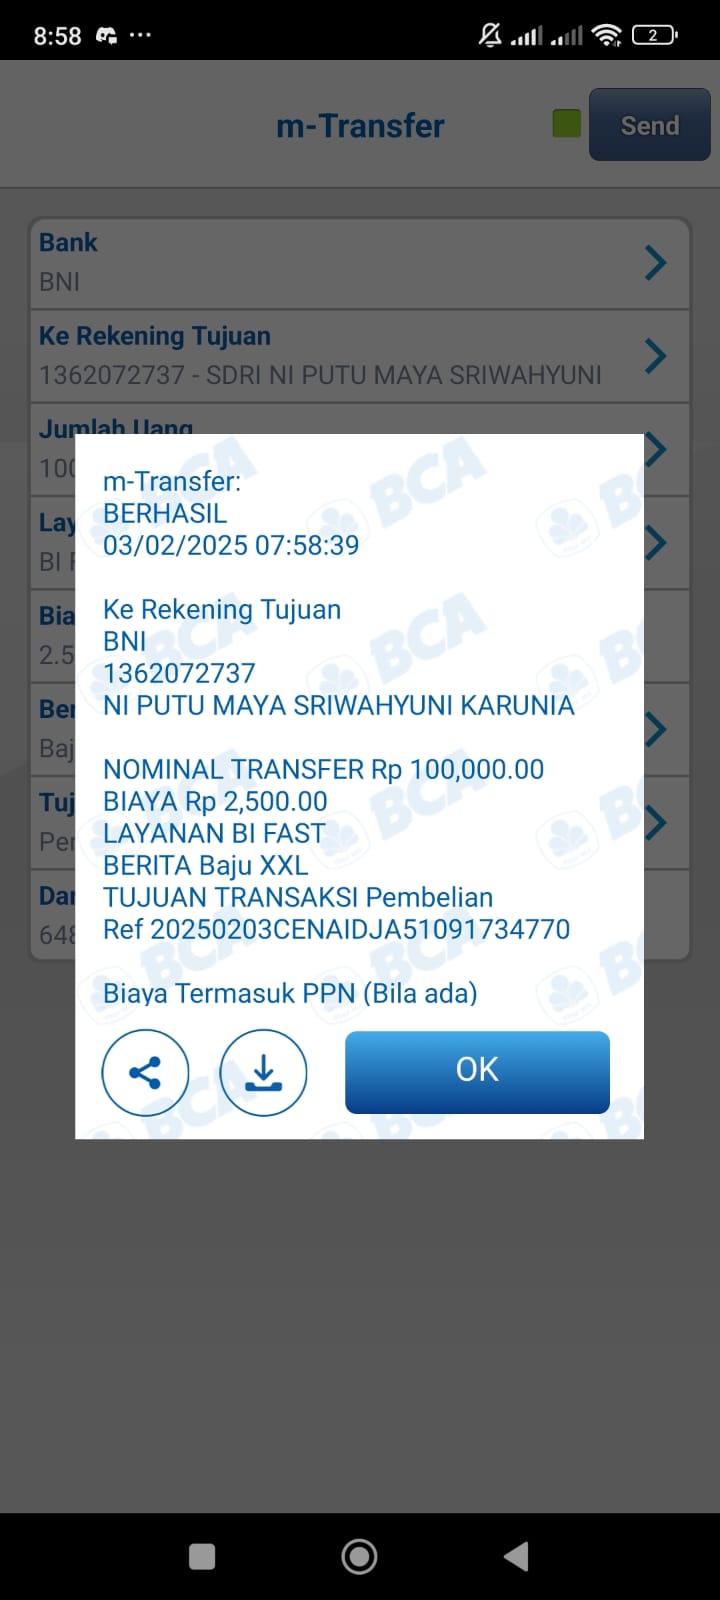 8:58
2
m-Transfer
Send
Bank
BNI
Ke Rekening Tujuan
1362072737 - SDRI NI PUTU MAYA SRIWAHYUNI
Jumlah Uang
100
Lay
BI F
Bia
2.5
Ber
Baj
Tuj
Per
Dar
648
m-Transfer:
BERHASIL
03/02/2025 07:58:39
Ke Rekening Tujuan
BNI
1362072737
NI PUTU MAYA SRIWAHYUNI KARUNIA
NOMINAL TRANSFER Rp 100,000.00
BIAYA Rp 2,500.00
LAYANAN BI FAST
BERITA Baju XXL
TUJUAN TRANSAKSI Pembelian
Ref 20250203CENAIDJA51091734770
Biaya Termasuk PPN (Bila ada)
OK